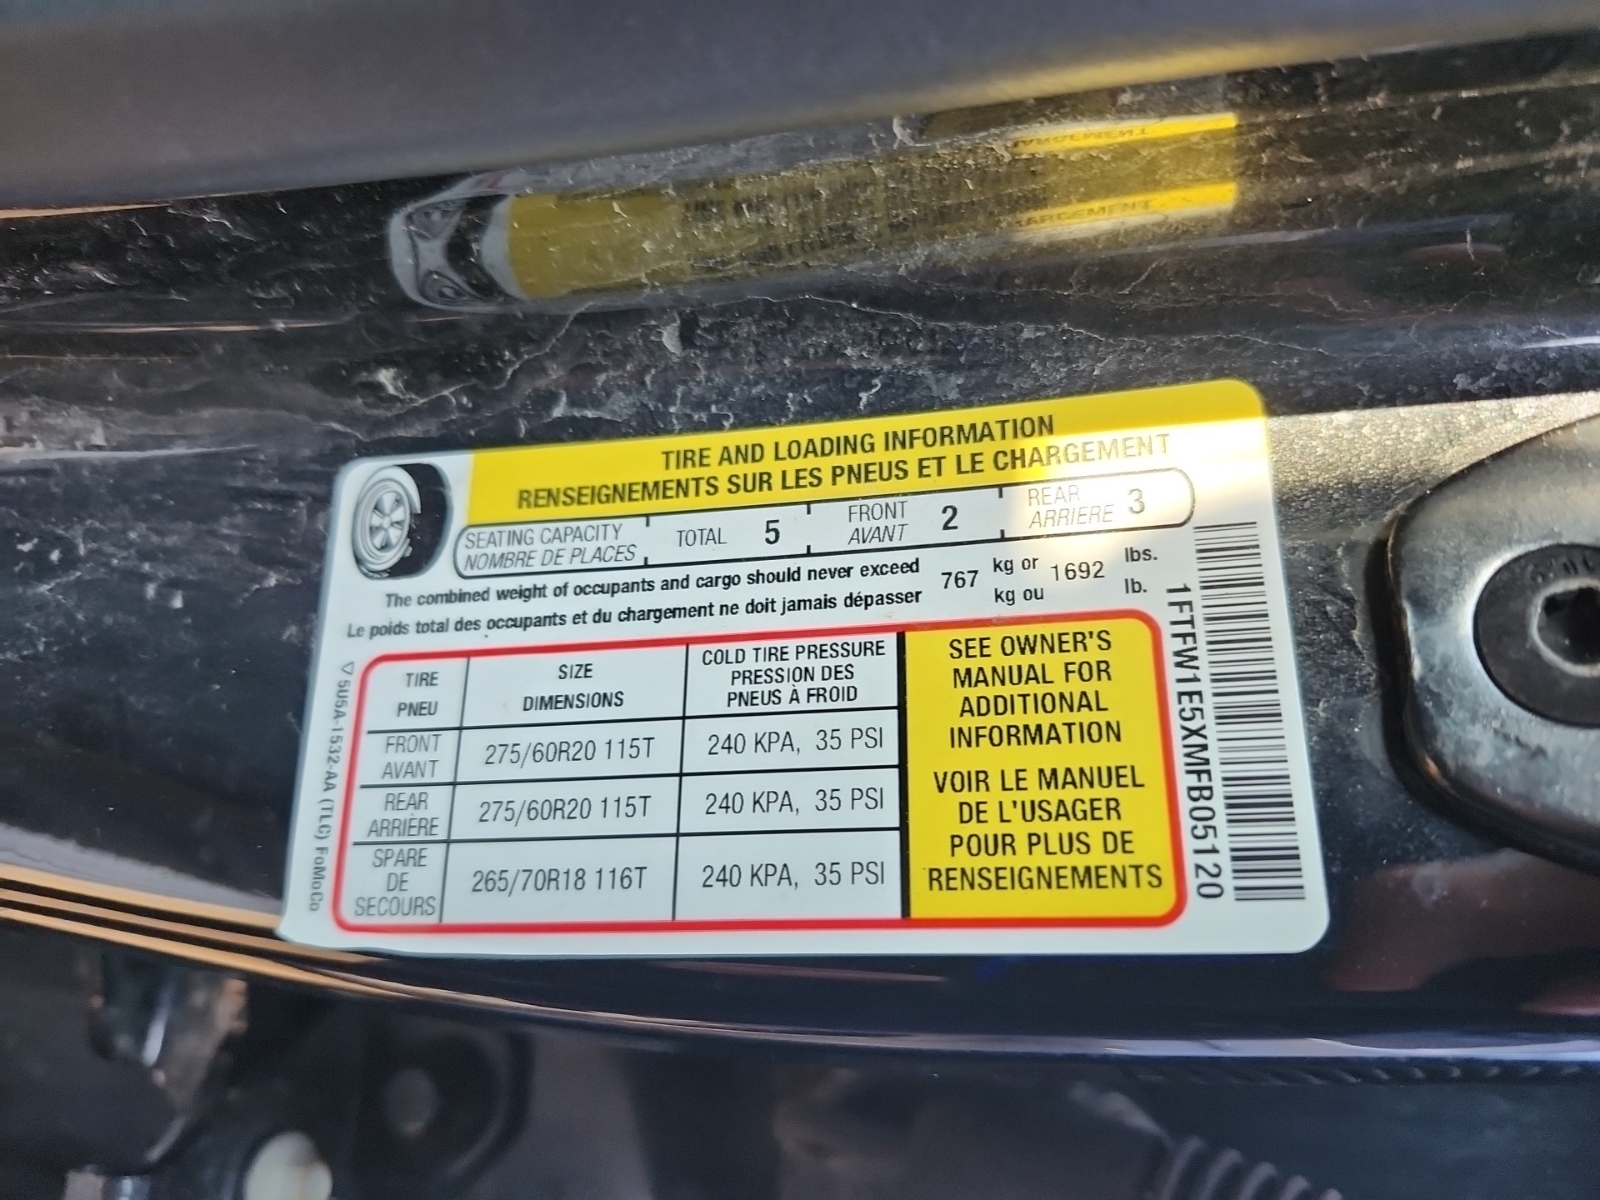 TIRE AND LOADING INFORMATION
RENSEIGNEMENTS SUR LES PNEUS ET LE CHARGEMENT
SEATING CAPACITY TOTAL 5 FRONT 2 REAR 3
NOMBRE DE PLACES AVANT ARRIERE
The combined weight of occupants and cargo should never exceed 767 kg or 1692 lbs.
Le poids total des occupants et du chargement ne doit jamais dépasser kg ou lb.
TIRE SIZE COLD TIRE PRESSURE
PNEU DIMENSIONS PRESSION DES
PNEUS À FROID
FRONT
AVANT 275/60R20 115T 240 KPA, 35 PSI
REAR
ARRIÈRE 275/60R20 115T 240 KPA, 35 PSI
SPARE
DE
SECOURS 265/70R18 116T 240 KPA, 35 PSI
SEE OWNER'S
MANUAL FOR
ADDITIONAL
INFORMATION
VOIR LE MANUEL
DE L'USAGER
POUR PLUS DE
RENSEIGNEMENTS
1FTFW1E5XMFB05120
5U5A-1532-AA (TLC) FoMoCo